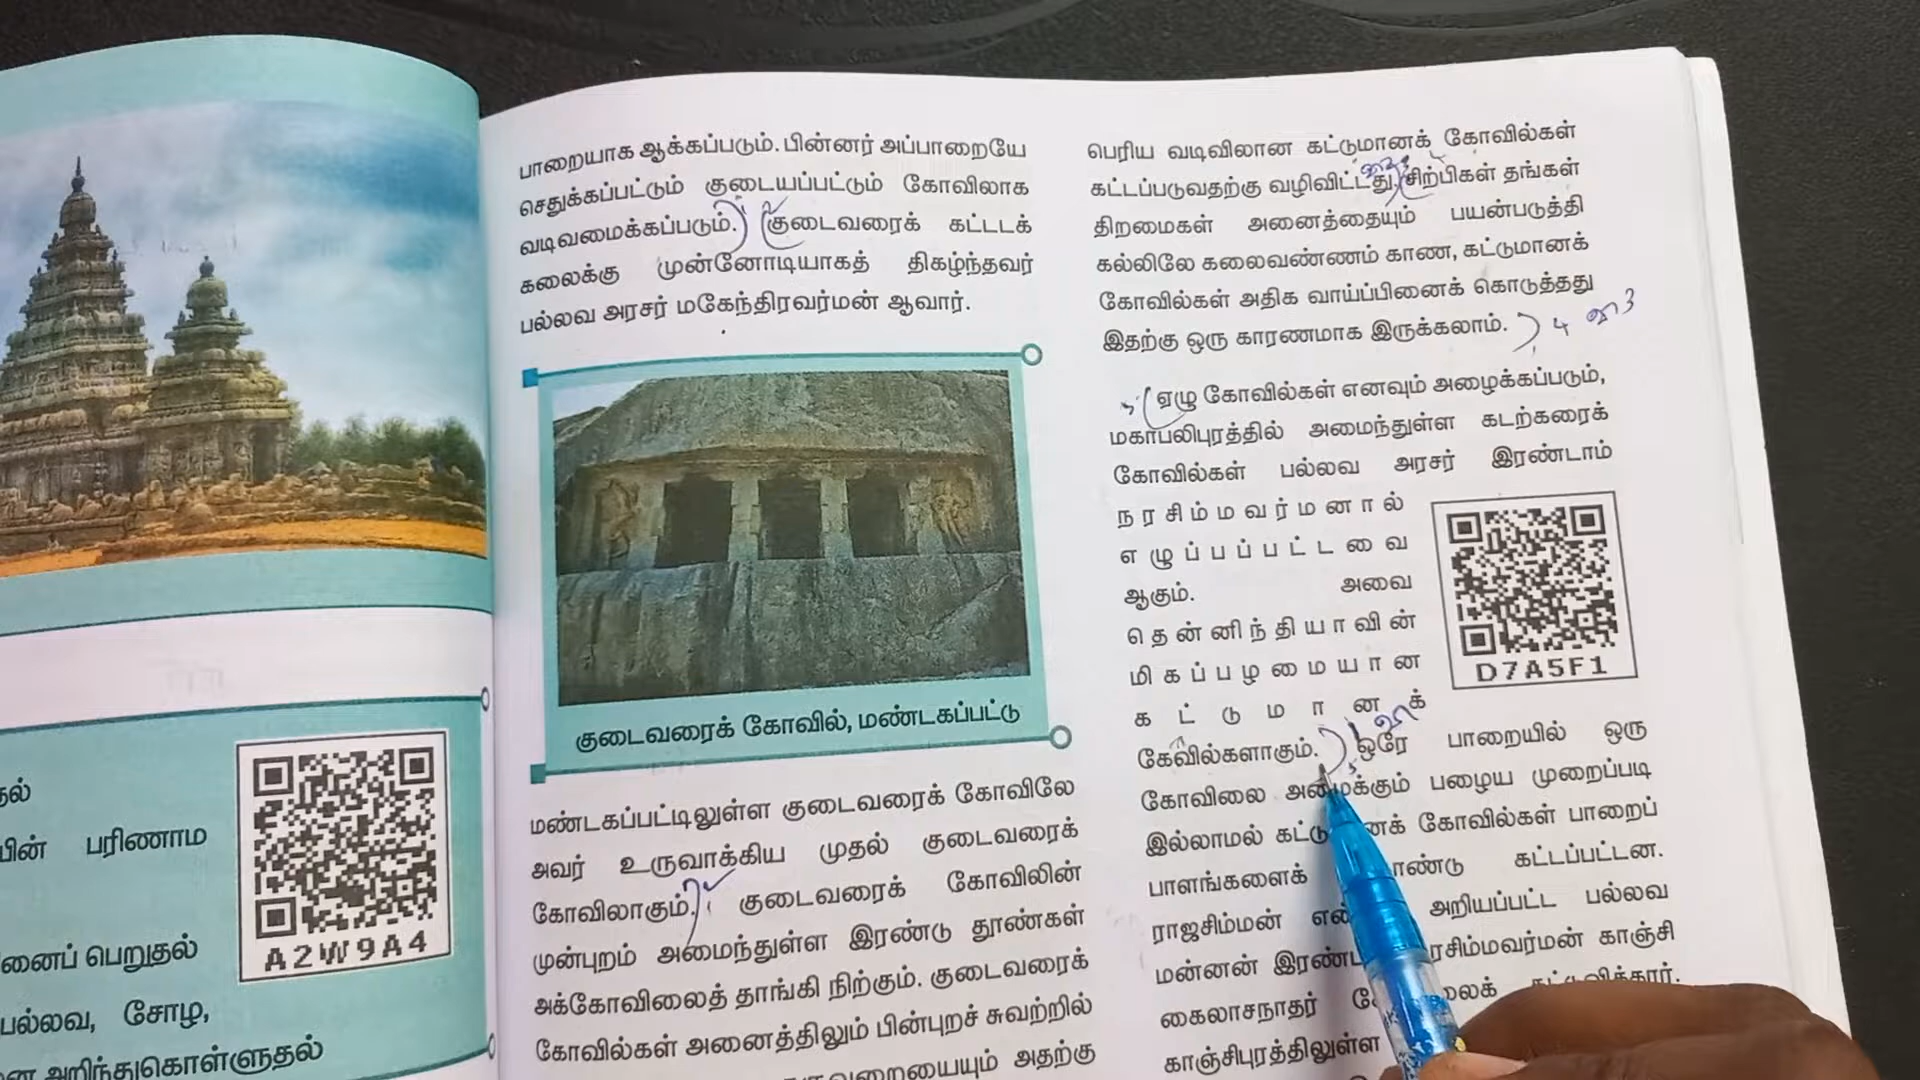 தல்
யின் பரிணாம
னைப் பெறுதல்
பல்லவ, சோழ,
அறிந்துகொள்ளுதல்
A2W9A4
பாறையாக ஆக்கப்படும். பின்னர் அப்பாறையே
செதுக்கப்பட்டும் குடையப்பட்டும் கோவிலாக
வடிவமைக்கப்படும். குடைவரைக் கட்டடக்
கலைக்கு முன்னோடியாகத் திகழ்ந்தவர்
பல்லவ அரசர் மகேந்திரவர்மன் ஆவார்.
குடைவரைக் கோவில், மண்டகப்பட்டு
மண்டகப்பட்டிலுள்ள குடைவரைக் கோவிலே
அவர் உருவாக்கிய முதல் குடைவரைக்
கோவிலாகும். குடைவரைக் கோவிலின்
முன்புறம் அமைந்துள்ள இரண்டு தூண்கள்
அக்கோவிலைத் தாங்கி நிற்கும். குடைவரைக்
கோவில்கள் அனைத்திலும் பின்புறச் சுவற்றில்
அதற்கு
பெரிய வடிவிலான கட்டுமானக் கோவில்கள்
கட்டப்படுவதற்கு வழிவிட்டது. சிற்பிகள் தங்கள்
திறமைகள் அனைத்தையும் பயன்படுத்தி
கல்லிலே கலைவண்ணம் காண, கட்டுமானக்
கோவில்கள் அதிக வாய்ப்பினைக் கொடுத்தது
இதற்கு ஒரு காரணமாக இருக்கலாம்.
ஏழு கோவில்கள் எனவும் அழைக்கப்படும்,
மகாபலிபுரத்தில் அமைந்துள்ள கடற்கரைக்
கோவில்கள் பல்லவ அரசர் இரண்டாம்
நரசிம்மவர்மனால்
எழுப்பப்பட்டவை
ஆகும். அவை
தென்னிந்தியாவின்
மிகப்பழமையான
கட்டுமானக்
கேவில்களாகும். ஒரே பாறையில் ஒரு
D7A5F1
கோவிலை அமைக்கும் பழைய முறைப்படி
இல்லாமல் கோவில்கள் பாறைப்
பாளங்களைக் கட்டப்பட்டன.
ராஜசிம்மன் அறியப்பட்ட பல்லவ
மன்னன் காஞ்சி
கைலாசநாதர்
காஞ்சிபுரத்திலுள்ள